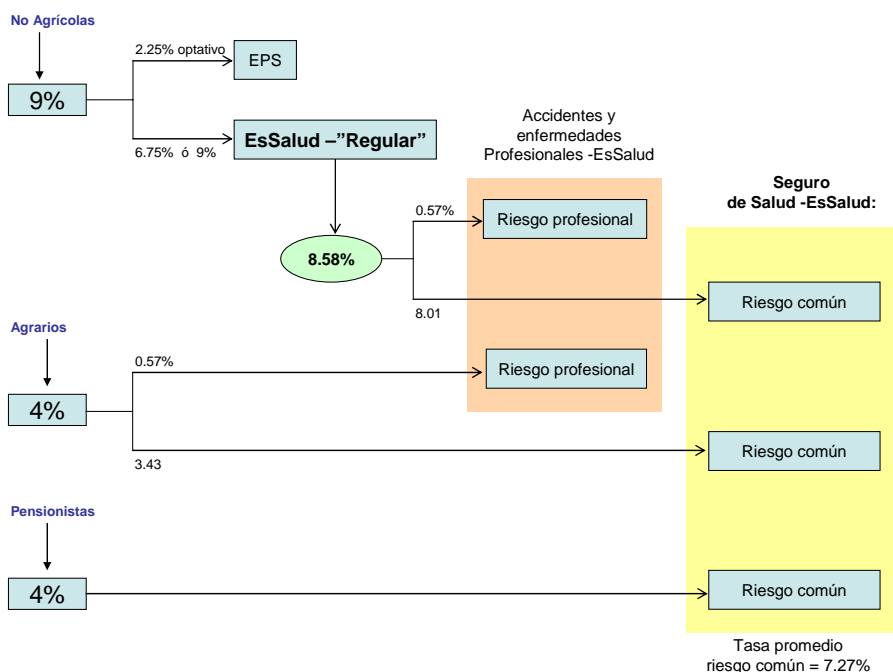 No Agrícolas
2.25% optativo
EPS
9%
EsSalud –”Regular”
6.75% ó 9%
Accidentes y
enfermedades
Profesionales -EsSalud
Seguro
de Salud -EsSalud:
0.57%
Riesgo profesional
8.58%
8.01
Riesgo común
Agrarios
0.57%
Riesgo profesional
4%
3.43
Riesgo común
Pensionistas
4%
Riesgo común
Tasa promedio
riesgo común = 7.27%